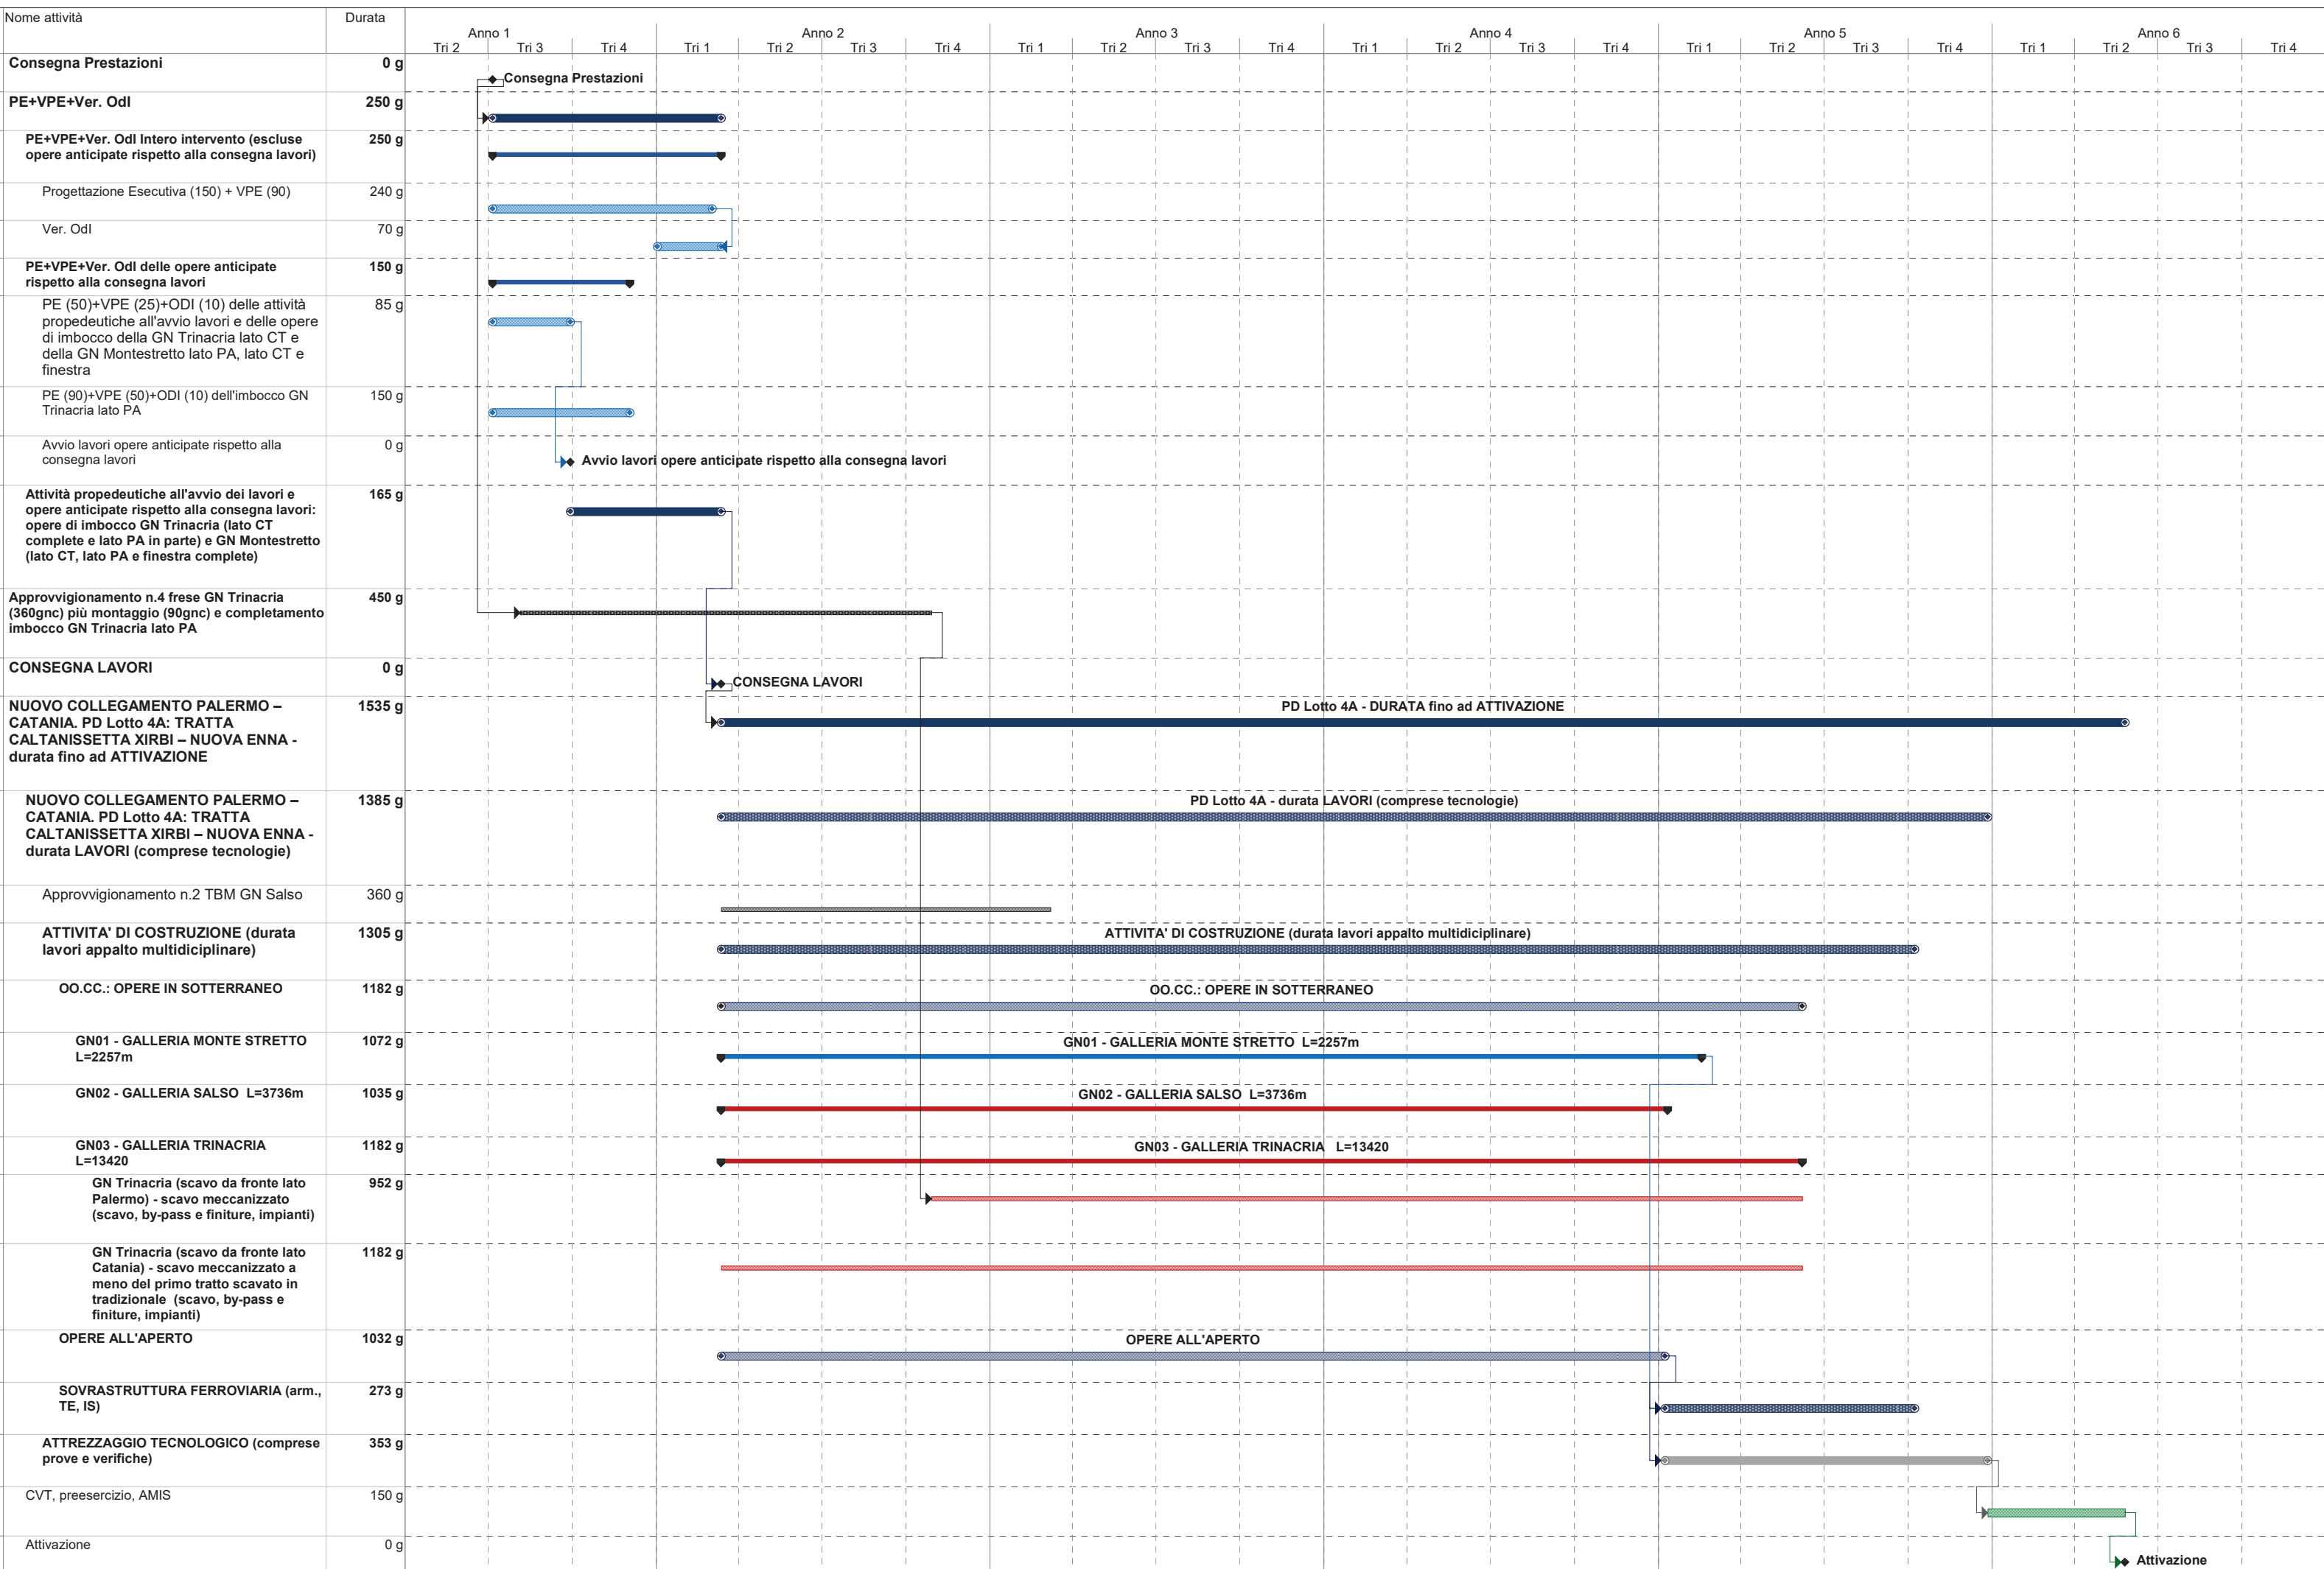 Nome attività Durata
Anno 1 Anno 2 Anno 3 Anno 4 Anno 5 Anno 6
Tri 2 Tri 3 Tri 4 Tri 1 Tri 2 Tri 3 Tri 4 Tri 1 Tri 2 Tri 3 Tri 4 Tri 1 Tri 2 Tri 3 Tri 4 Tri 1 Tri 2 Tri 3 Tri 4 Tri 1 Tri 2 Tri 3 Tri 4
Consegna Prestazioni 0 g
Consegna Prestazioni
PE+VPE+Ver. OdI 250 g
PE+VPE+Ver. OdI Intero intervento (escluse 250 g
opere anticipate rispetto alla consegna lavori)
Progettazione Esecutiva (150) + VPE (90) 240 g
Ver. OdI 70 g
PE+VPE+Ver. OdI delle opere anticipate 150 g
rispetto alla consegna lavori
PE (50)+VPE (25)+ODI (10) delle attività 85 g
propedeutiche all'avvio lavori e delle opere
di imbocco della GN Trinacria lato CT e
della GN Montestretto lato PA, lato CT e
finestra
PE (90)+VPE (50)+ODI (10) dell'imbocco GN 150 g
Trinacria lato PA
Avvio lavori opere anticipate rispetto alla 0 g
consegna lavori
Avvio lavori opere anticipate rispetto alla consegna lavori
Attività propedeutiche all'avvio dei lavori e 165 g
opere anticipate rispetto alla consegna lavori:
opere di imbocco GN Trinacria (lato CT
complete e lato PA in parte) e GN Montestretto
(lato CT, lato PA e finestra complete)
Approvvigionamento n.4 frese GN Trinacria 450 g
(360gnc) più montaggio (90gnc) e completamento
imbocco GN Trinacria lato PA
CONSEGNA LAVORI 0 g
CONSEGNA LAVORI
NUOVO COLLEGAMENTO PALERMO – 1535 g
CATANIA. PD Lotto 4A: TRATTA
CALTANISSETTA XIRBI – NUOVA ENNA -
durata fino ad ATTIVAZIONE
PD Lotto 4A - DURATA fino ad ATTIVAZIONE
NUOVO COLLEGAMENTO PALERMO – 1385 g
CATANIA. PD Lotto 4A: TRATTA
CALTANISSETTA XIRBI – NUOVA ENNA -
durata LAVORI (comprese tecnologie)
PD Lotto 4A - durata LAVORI (comprese tecnologie)
Approvvigionamento n.2 TBM GN Salso 360 g
ATTIVITA' DI COSTRUZIONE (durata 1305 g
lavori appalto multidiciplinare)
ATTIVITA' DI COSTRUZIONE (durata lavori appalto multidiciplinare)
OO.CC.: OPERE IN SOTTERRANEO 1182 g
OO.CC.: OPERE IN SOTTERRANEO
GN01 - GALLERIA MONTE STRETTO 1072 g
L=2257m
GN01 - GALLERIA MONTE STRETTO L=2257m
GN02 - GALLERIA SALSO L=3736m 1035 g
GN02 - GALLERIA SALSO L=3736m
GN03 - GALLERIA TRINACRIA 1182 g
L=13420
GN03 - GALLERIA TRINACRIA L=13420
GN Trinacria (scavo da fronte lato 952 g
Palermo) - scavo meccanizzato
(scavo, by-pass e finiture, impianti)
GN Trinacria (scavo da fronte lato 1182 g
Catania) - scavo meccanizzato a
meno del primo tratto scavato in
tradizionale (scavo, by-pass e
finiture, impianti)
OPERE ALL'APERTO 1032 g
OPERE ALL'APERTO
SOVRASTRUTTURA FERROVIARIA (arm., 273 g
TE, IS)
ATTREZZAGGIO TECNOLOGICO (comprese 353 g
prove e verifiche)
CVT, preesercizio, AMIS 150 g
Attivazione 0 g
Attivazione